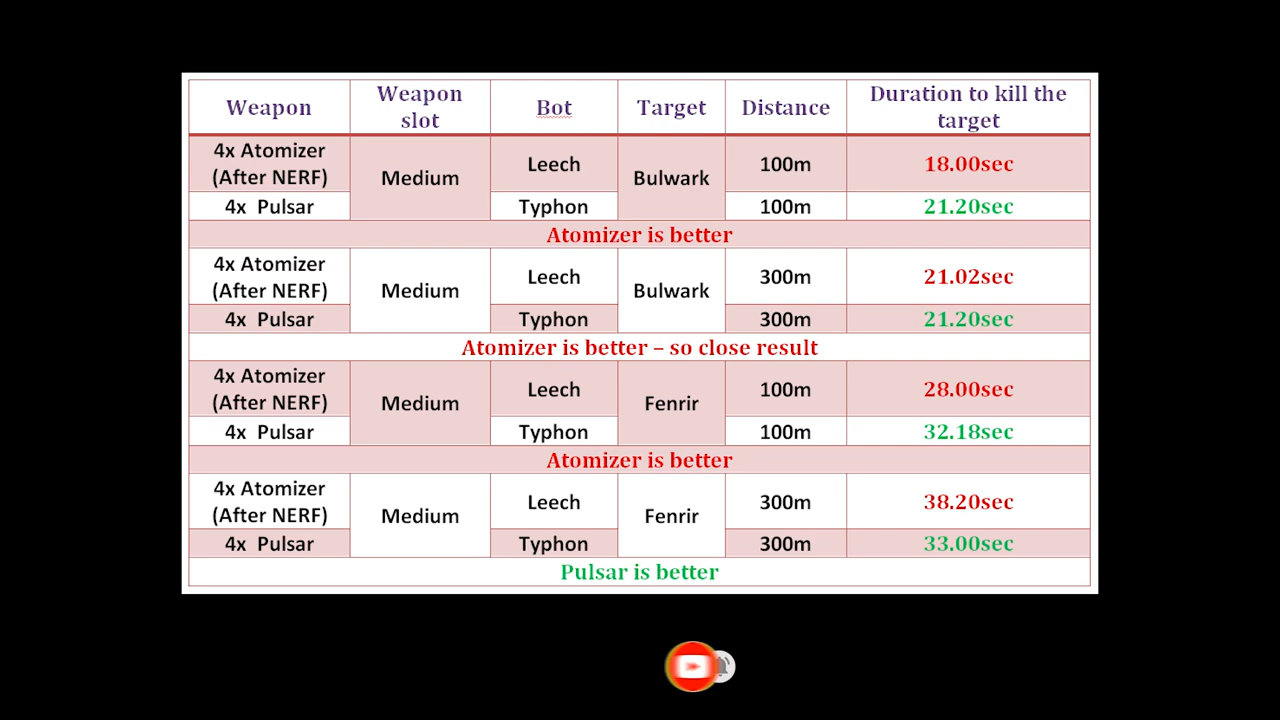 Weapon
Weapon slot
Bot
Target
Distance
Duration to kill the target
4x Atomizer
(After NERF)
Medium
Leech
Bulwark
100m
18.00sec
4x Pulsar
Typhon
100m
21.20sec
Atomizer is better
4x Atomizer
(After NERF)
Medium
Leech
Bulwark
300m
21.02sec
4x Pulsar
Typhon
300m
21.20sec
Atomizer is better – so close result
4x Atomizer
(After NERF)
Medium
Leech
Fenrir
100m
28.00sec
4x Pulsar
Typhon
100m
32.18sec
Atomizer is better
4x Atomizer
(After NERF)
Medium
Leech
Fenrir
300m
38.20sec
4x Pulsar
Typhon
300m
33.00sec
Pulsar is better